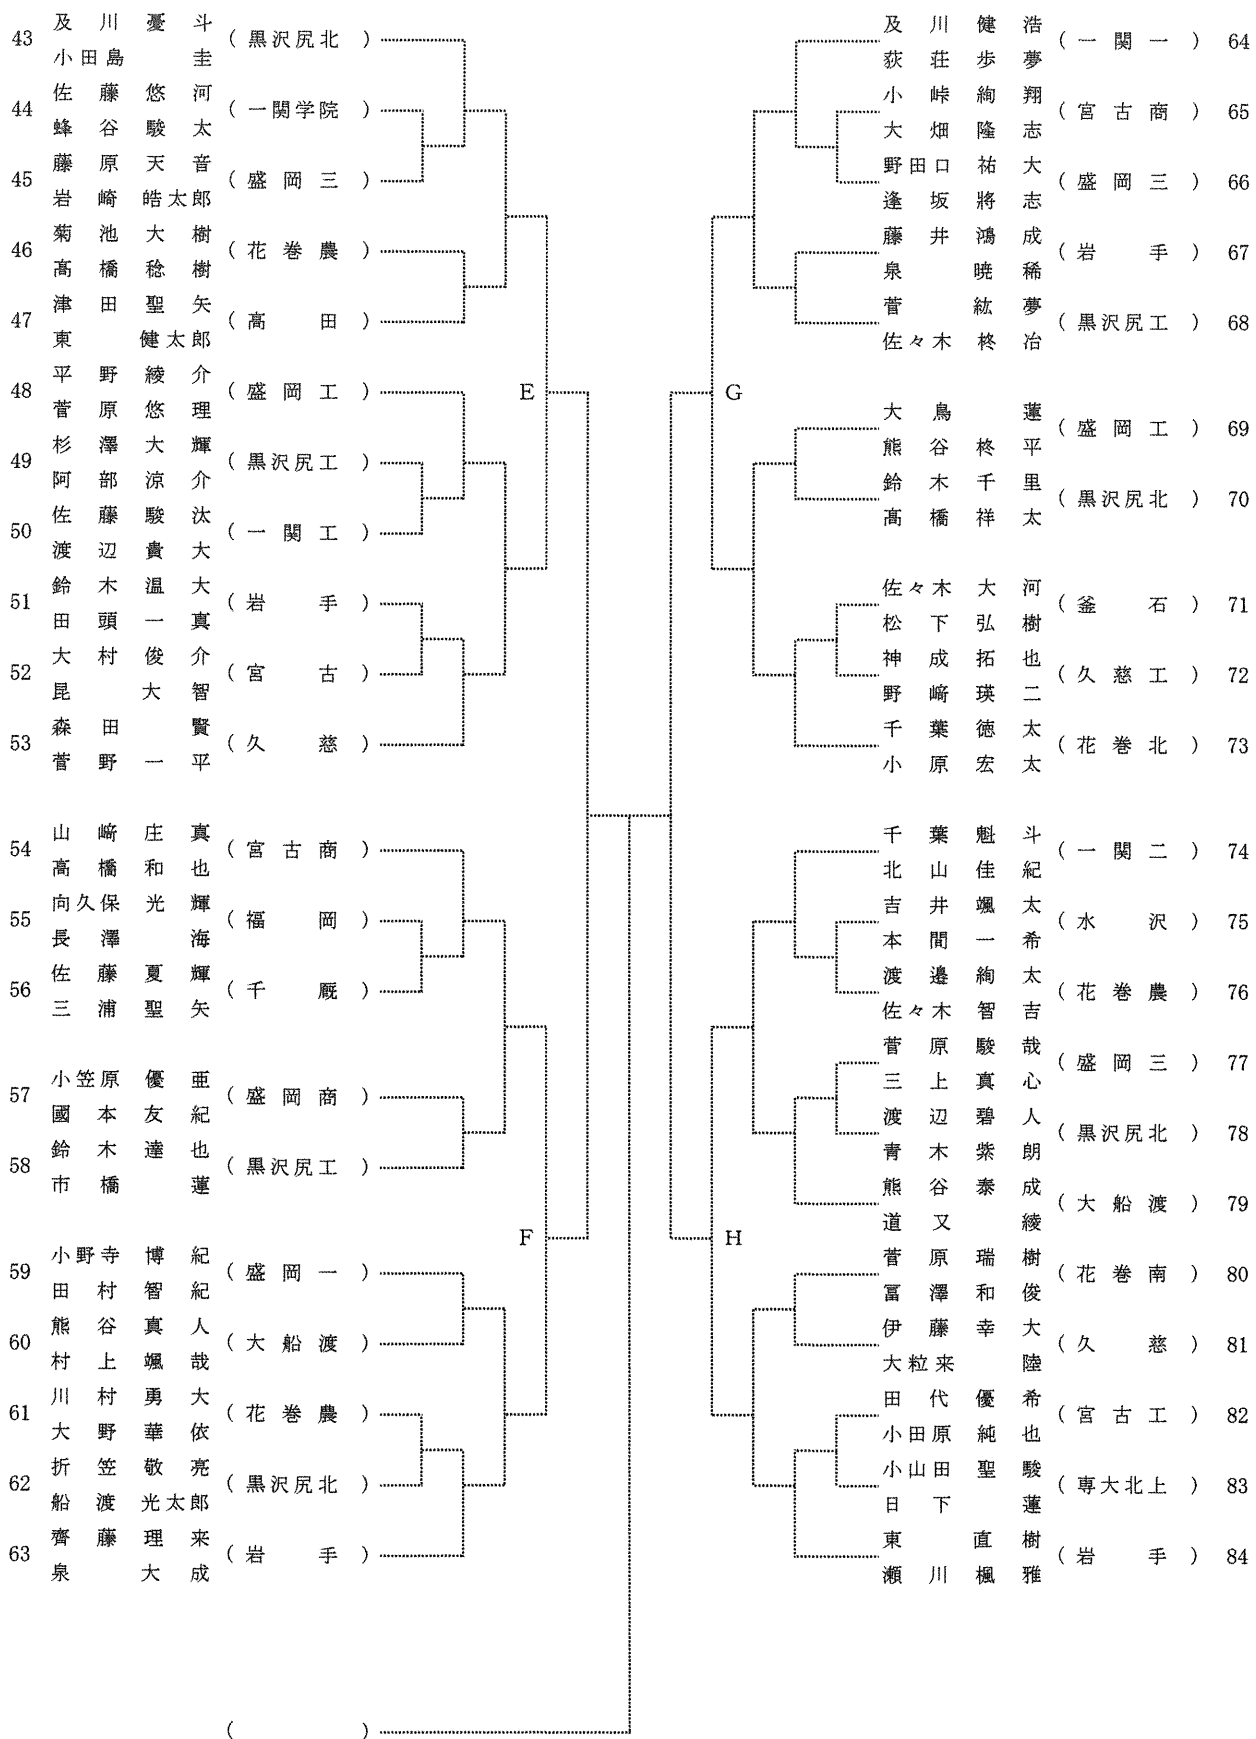 及川憂斗
43 (黒沢尻北)
小田島圭
佐藤悠河
44 (一関学院)
蜂谷駿太
藤原天音
45 (盛岡三)
岩崎皓太郎
菊池大樹
46 (花巻農)
髙橋稔樹
津田聖矢
47 (高田)
東健太郎
平野綾介
48 (盛岡工)
菅原悠理
杉澤大輝
49 (黒沢尻工)
阿部涼介
佐藤駿汰
50 (一関工)
渡辺貴大
鈴木温大
51 (岩手)
田頭一真
大村俊介
52 (宮古)
昆大智
森田賢
53 (久慈)
菅野一平
E
山﨑庄真
54 (宮古商)
高橋和也
向久保光輝
55 (福岡)
長澤海
佐藤夏輝
56 (千厩)
三浦聖矢
小笠原優亜
57 (盛岡商)
國本友紀
鈴木達也
58 (黒沢尻工)
市橋蓮
小野寺博紀
59 (盛岡一)
田村智紀
熊谷真人
60 (大船渡)
村上颯哉
川村勇大
61 (花巻農)
大野華依
折笠敬亮
62 (黒沢尻北)
船渡光太郎
齊藤理来
63 (岩手)
泉大成
F
( )
及川健浩
(一関一) 64
荻荘歩夢
小峠絢翔
(宮古商) 65
大畑隆志
野田口祐大
(盛岡三) 66
逢坂將志
藤井鴻成
(岩手) 67
泉暁稀
菅紘夢
(黒沢尻工) 68
佐々木柊冶
G
大鳥蓮
(盛岡工) 69
熊谷柊平
鈴木千里
(黒沢尻北) 70
髙橋祥太
佐々木大河
(釜石) 71
松下弘樹
神成拓也
(久慈工) 72
野﨑瑛二
千葉徳太
(花巻北) 73
小原宏太
千葉魁斗
(一関二) 74
北山佳紀
吉井颯太
(水沢) 75
本間一希
渡邉絢太
(花巻農) 76
佐々木智吉
菅原駿哉
(盛岡三) 77
三上真心
渡辺碧人
(黒沢尻北) 78
青木紫朗
熊谷泰成
(大船渡) 79
道又綾
H
菅原瑞樹
(花巻南) 80
冨澤和俊
伊藤幸大
(久慈) 81
大粒来陸
田代優希
(宮古工) 82
小田原純也
小山田聖駿
(専大北上) 83
日下蓮
東直樹
(岩手) 84
瀬川楓雅